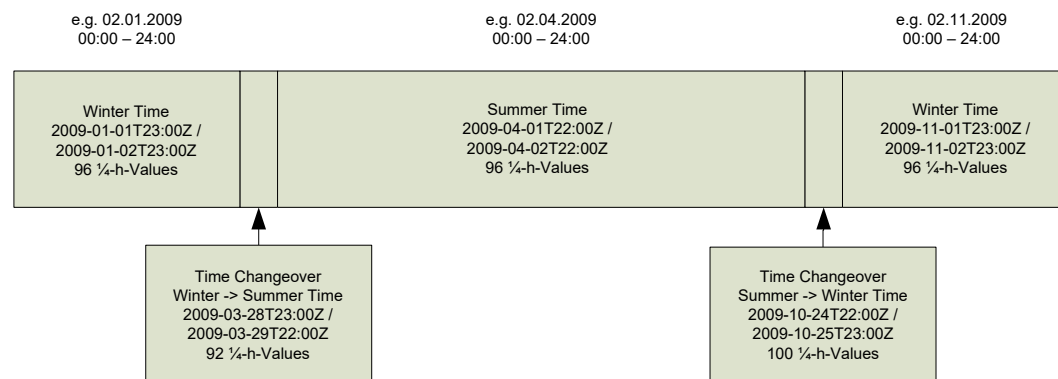 e.g. 02.01.2009
00:00 – 24:00
e.g. 02.04.2009
00:00 – 24:00
e.g. 02.11.2009
00:00 – 24:00
Winter Time
2009-01-01T23:00Z /
2009-01-02T23:00Z
96 ¼-h-Values
Summer Time
2009-04-01T22:00Z /
2009-04-02T22:00Z
96 ¼-h-Values
Winter Time
2009-11-01T23:00Z /
2009-11-02T23:00Z
96 ¼-h-Values
Time Changeover
Winter -> Summer Time
2009-03-28T23:00Z /
2009-03-29T22:00Z
92 ¼-h-Values
Time Changeover
Summer -> Winter Time
2009-10-24T22:00Z /
2009-10-25T23:00Z
100 ¼-h-Values